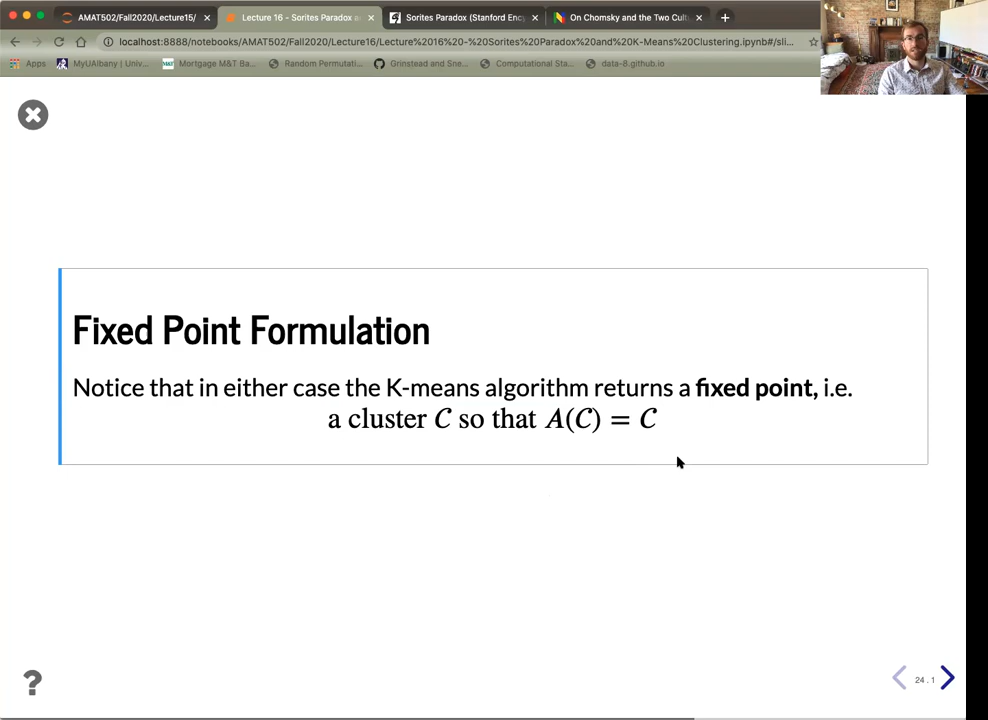 AMAT502/Fall2020/Lecture15/
Lecture 16 - Sorites Paradox a
Sorites Paradox (Stanford Enc
On Chomsky and the Two Cult
localhost:8888/notebooks/AMAT502/Fall2020/Lecture16/Lecture%2016%20-%20Sorites%20Paradox%20and%20K-Means%20Clustering.ipynb#/sli...
Apps
MyUAlbany | Univ...
Mortgage M&T Ba...
Random Permutati...
Grinstead and Sne...
Computational Sta...
data-8.github.io
Fixed Point Formulation
Notice that in either case the K-means algorithm returns a fixed point, i.e.
a cluster 𝒞 so that A(𝒞) = 𝒞
?
24 . 1